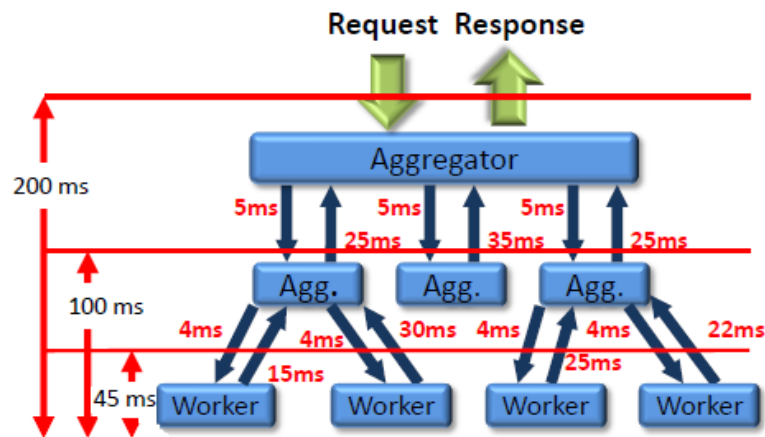 Request Response
Aggregator
200 ms
5ms 5ms 5ms
25ms 35ms 25ms
Agg. Agg. Agg.
100 ms
4ms 4ms 30ms 4ms 4ms 22ms
15ms 25ms
45 ms
Worker Worker Worker Worker